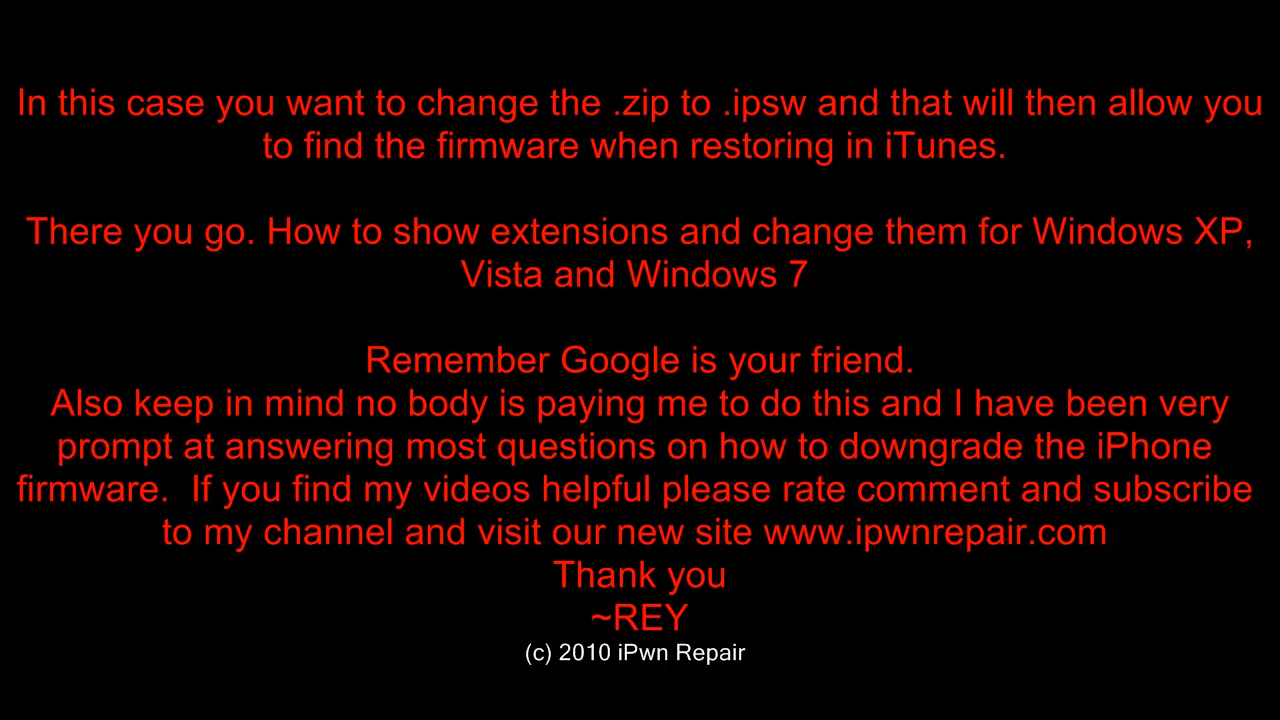 In this case you want to change the .zip to .ipsw and that will then allow you
to find the firmware when restoring in iTunes.
There you go. How to show extensions and change them for Windows XP,
Vista and Windows 7
Remember Google is your friend.
Also keep in mind no body is paying me to do this and I have been very
prompt at answering most questions on how to downgrade the iPhone
firmware.  If you find my videos helpful please rate comment and subscribe
to my channel and visit our new site www.ipwnrepair.com
Thank you
~REY
(c) 2010 iPwn Repair